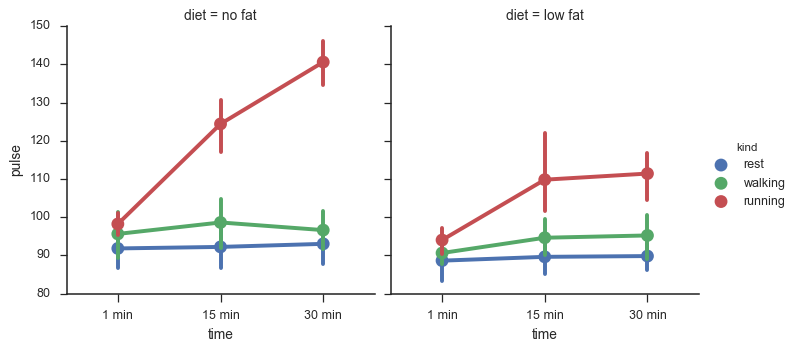 diet = no fat
diet = low fat
150
140
130
120
110
100
90
80
pulse
1 min
15 min
30 min
time
1 min
15 min
30 min
time
kind
rest
walking
running